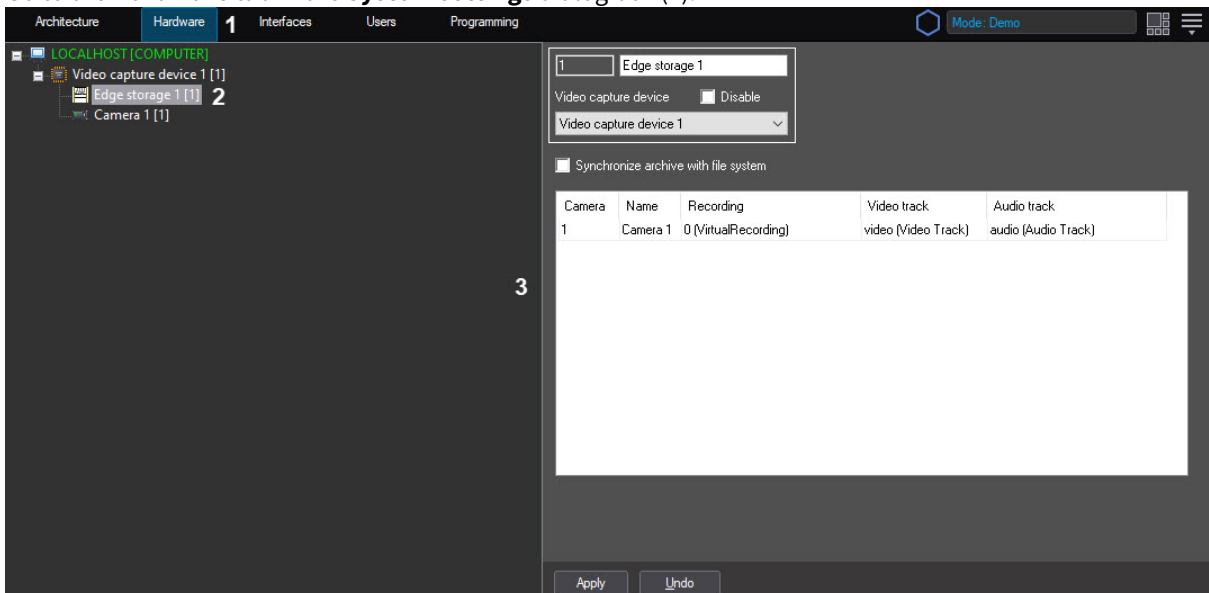 Architecture Hardware 1 Interfaces Users Programming Mode: Demo
LOCALHOST [COMPUTER]
Video capture device 1 [1]
Edge storage 1 [1] 2
Camera 1 [1]
1 Edge storage 1
Video capture device Disable
Video capture device 1
Synchronize archive with file system
Camera Name Recording Video track Audio track
1 Camera 1 0 (VirtualRecording) video (Video Track) audio (Audio Track)
3
Apply Undo